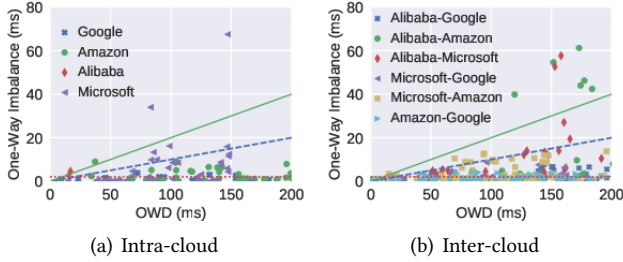 One-Way Imbalance (ms)
80
60
40
20
0
Google
Amazon
Alibaba
Microsoft
0 50 100 150 200
OWD (ms)
(a) Intra-cloud
One-Way Imbalance (ms)
80
60
40
20
0
Alibaba-Google
Alibaba-Amazon
Alibaba-Microsoft
Microsoft-Google
Microsoft-Amazon
Amazon-Google
0 50 100 150 200
OWD (ms)
(b) Inter-cloud